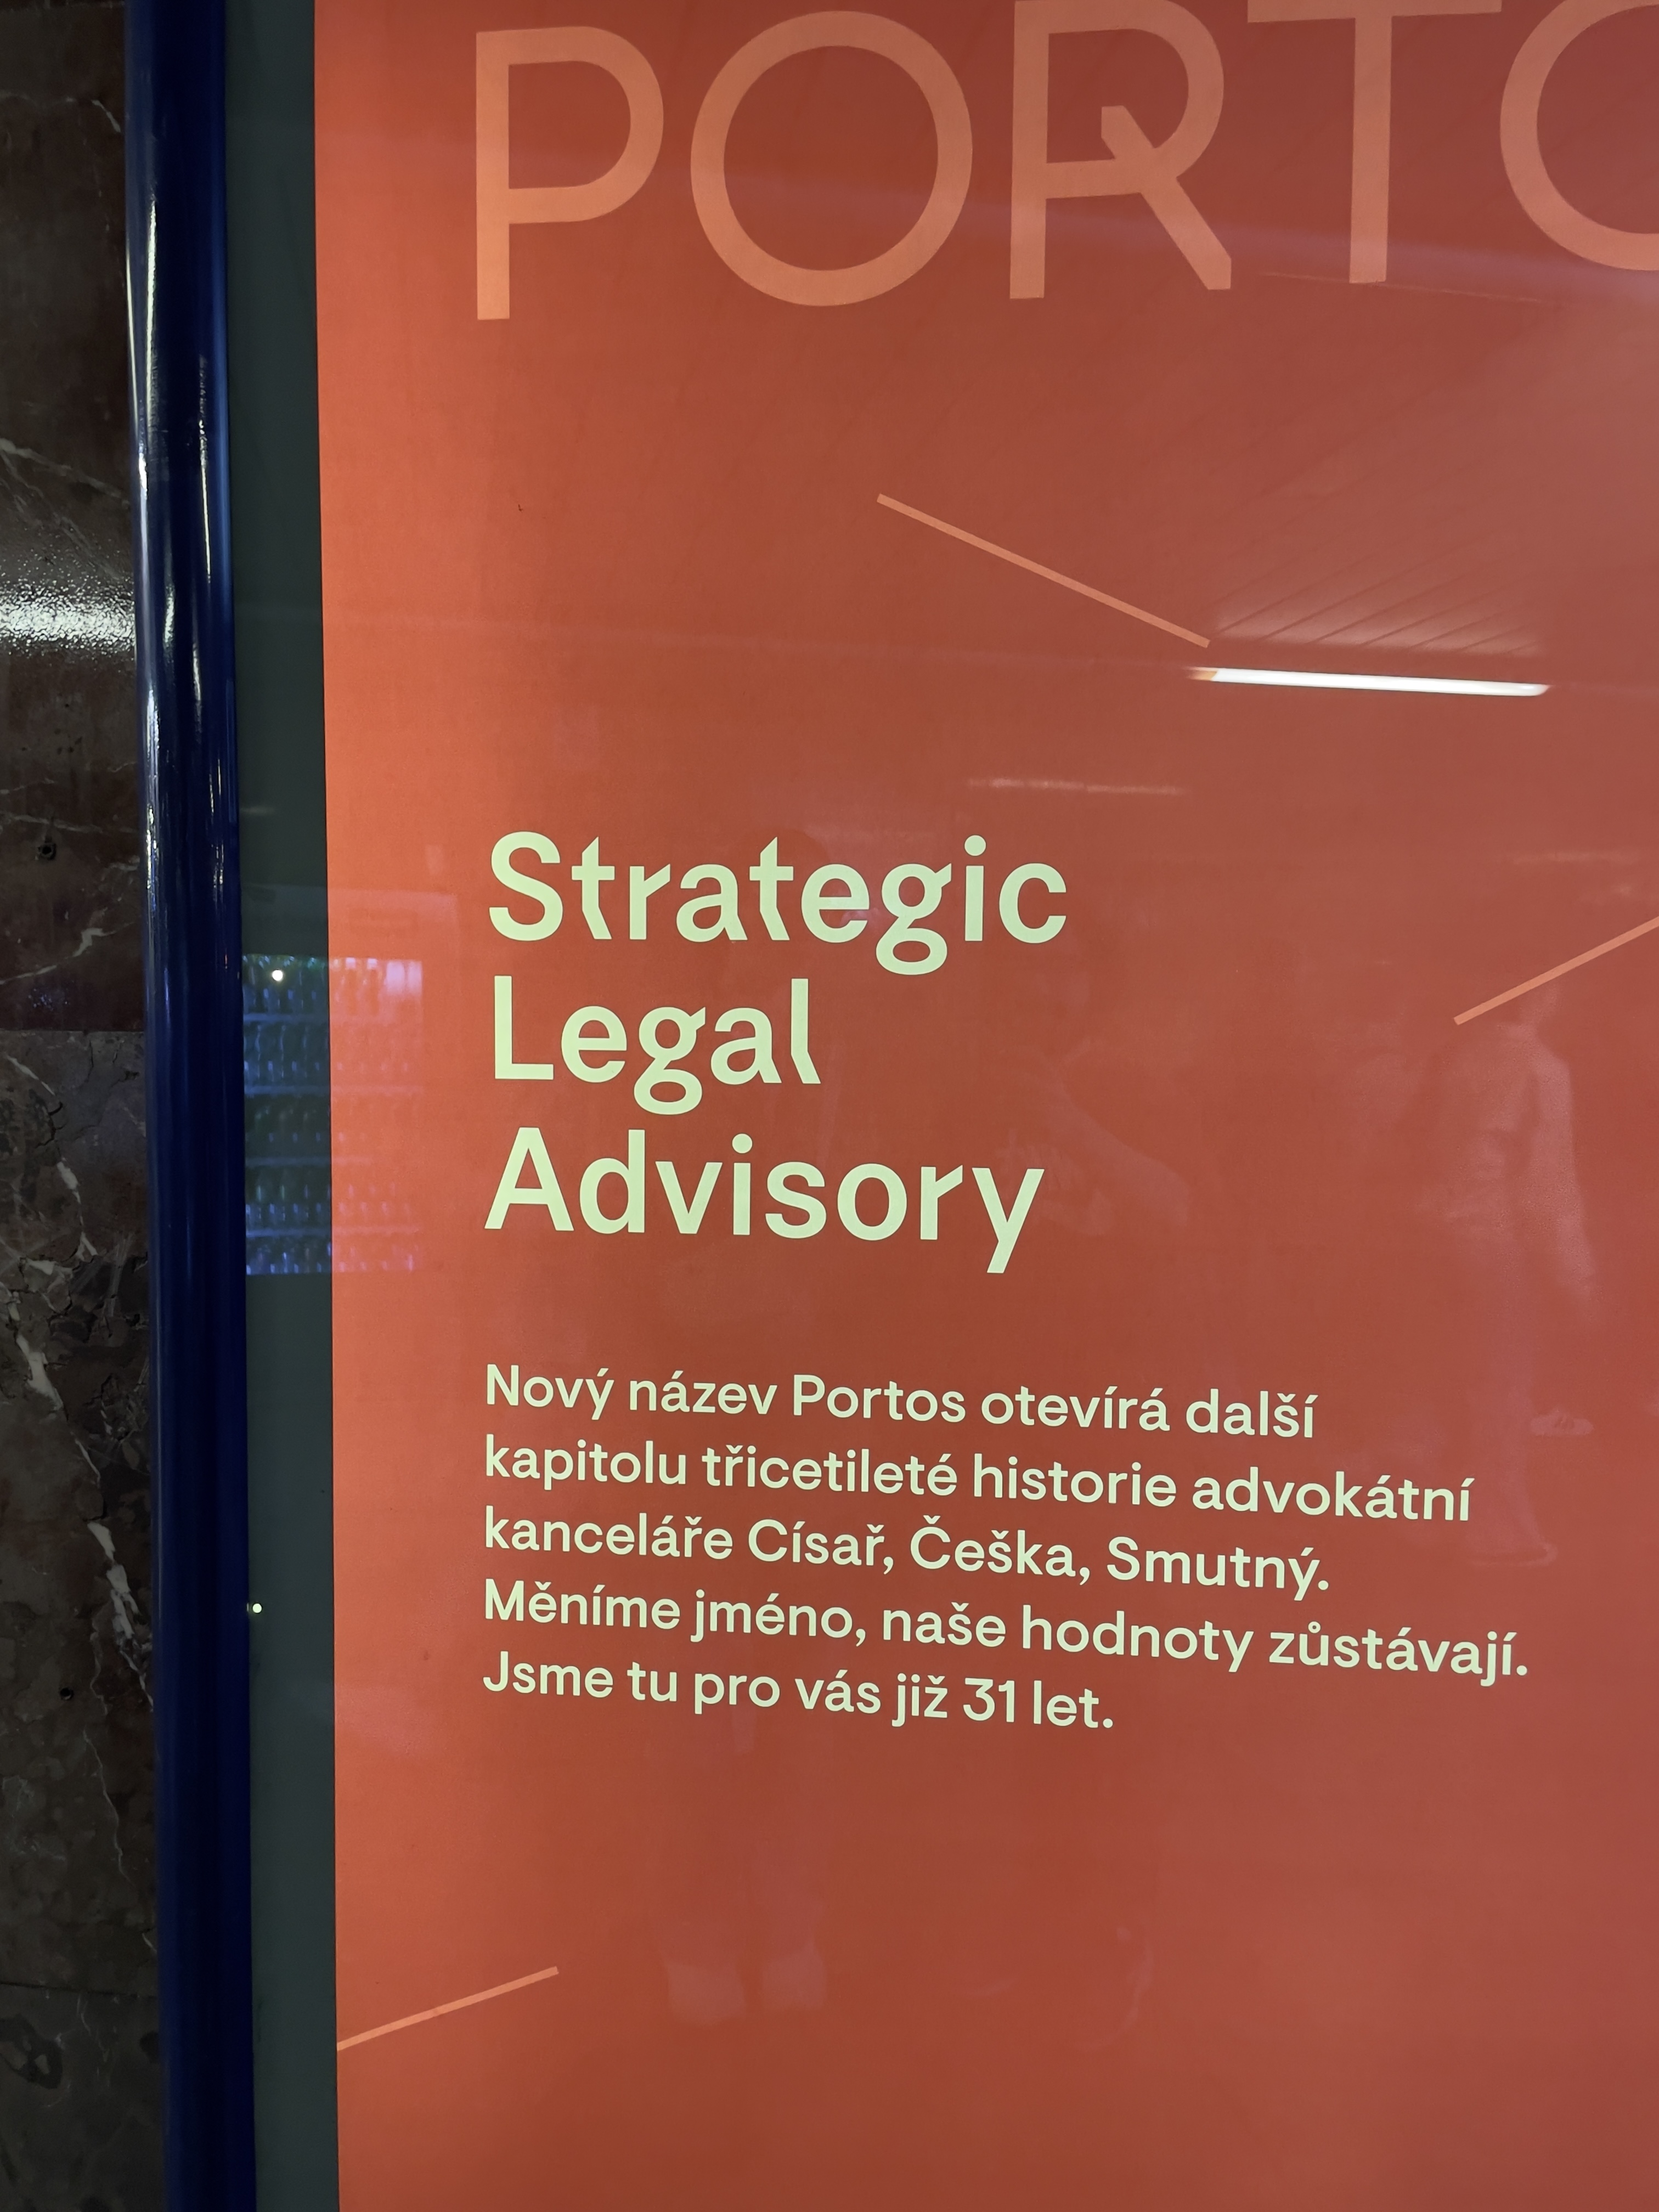 PORTO
Strategic
Legal
Advisory
Nový název Portos otevírá další
kapitolu třicetileté historie advokátní
kanceláře Císař, Češka, Smutný.
Měníme jméno, naše hodnoty zůstávají.
Jsme tu pro vás již 31 let.